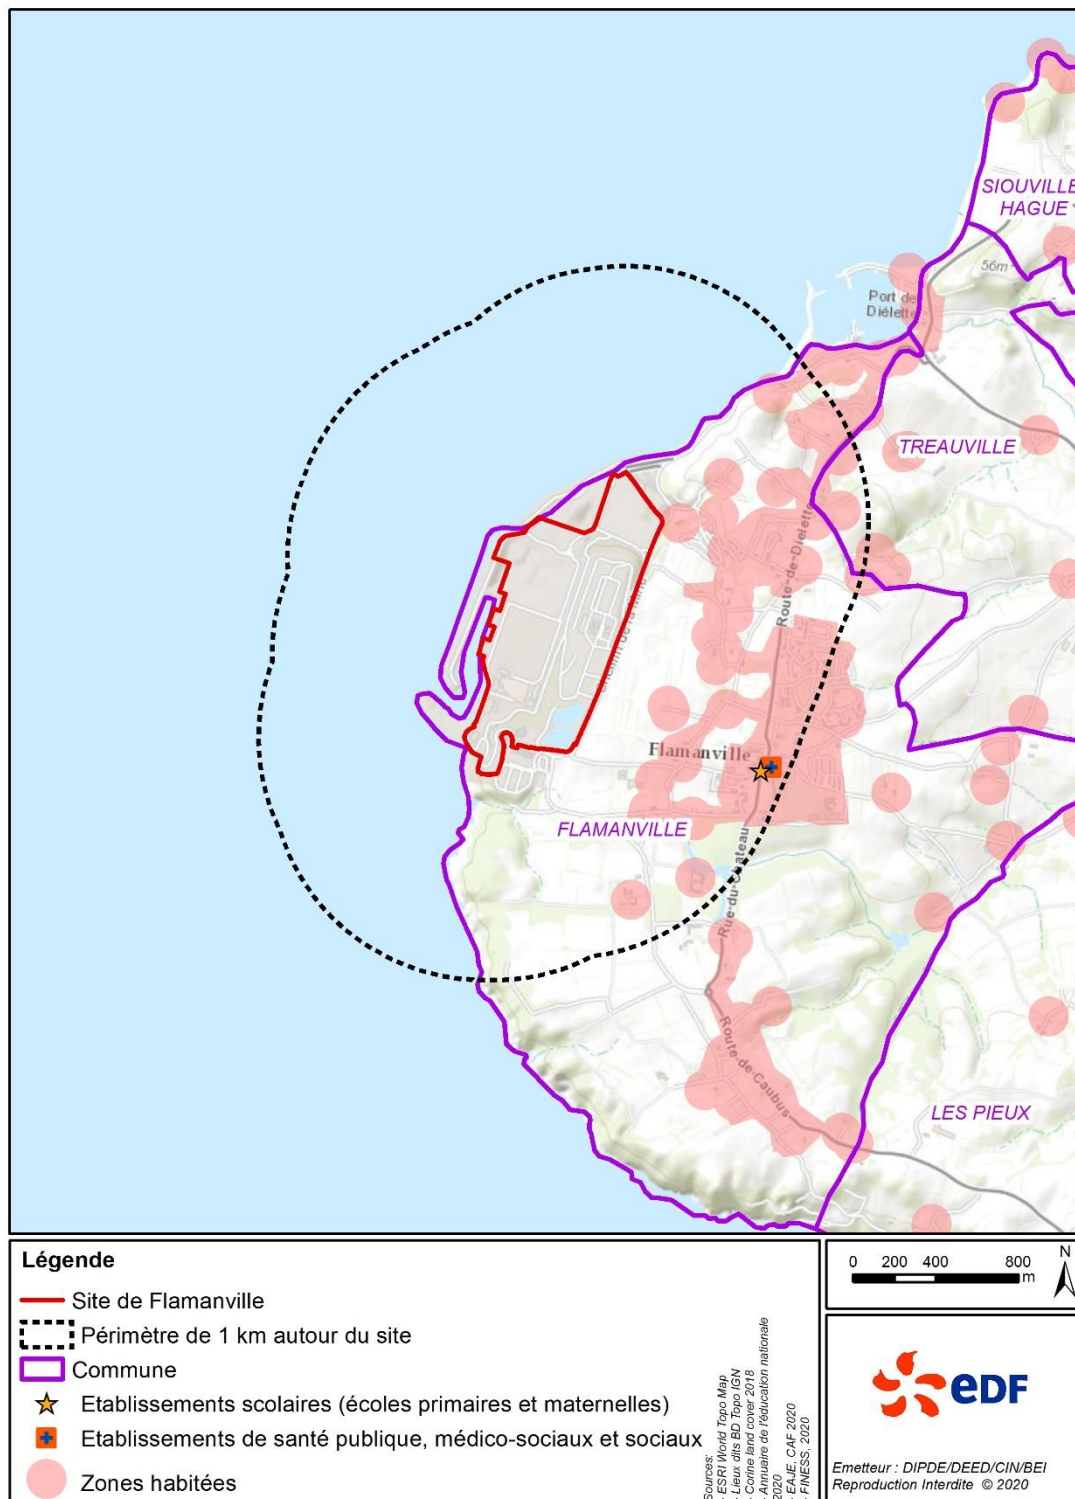 SIOUVILLE
HAGUE
56m
Port de
Diélette
TREAUVILLE
Route-de-Diélette
Chemin de la Mine
Flamanville
FLAMANVILLE
Rue-du-Château
Route-de-Caubus
LES PIEUX
Légende
Site de Flamanville
Périmètre de 1 km autour du site
Commune
Etablissements scolaires (écoles primaires et maternelles)
Etablissements de santé publique, médico-sociaux et sociaux
Zones habitées
Sources:
- ESRI World Topo Map
- Lieux dits BD Topo IGN
- Corine land cover 2018
- Annuaire de l'éducation nationale
2020
- EAJE, CAF 2020
- FINESS, 2020
0 200 400 800
m
N
eDF
Emetteur : DIPDE/DEED/CIN/BEI
Reproduction Interdite © 2020